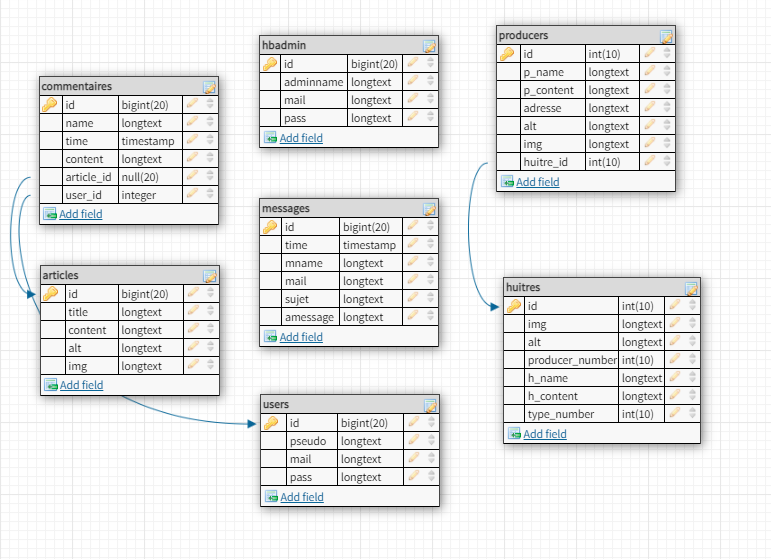 commentaires
id bigint(20)
name longtext
time timestamp
content longtext
article_id null(20)
user_id integer
Add field
articles
id bigint(20)
title longtext
content longtext
alt longtext
img longtext
Add field
hbadmin
id bigint(20)
adminname longtext
mail longtext
pass longtext
Add field
messages
id bigint(20)
time timestamp
mname longtext
mail longtext
sujet longtext
amessage longtext
Add field
users
id bigint(20)
pseudo longtext
mail longtext
pass longtext
Add field
producers
id int(10)
p_name longtext
p_content longtext
adresse longtext
alt longtext
img longtext
huitre_id int(10)
Add field
huitres
id int(10)
img longtext
alt longtext
producer_number int(10)
h_name longtext
h_content longtext
type_number int(10)
Add field